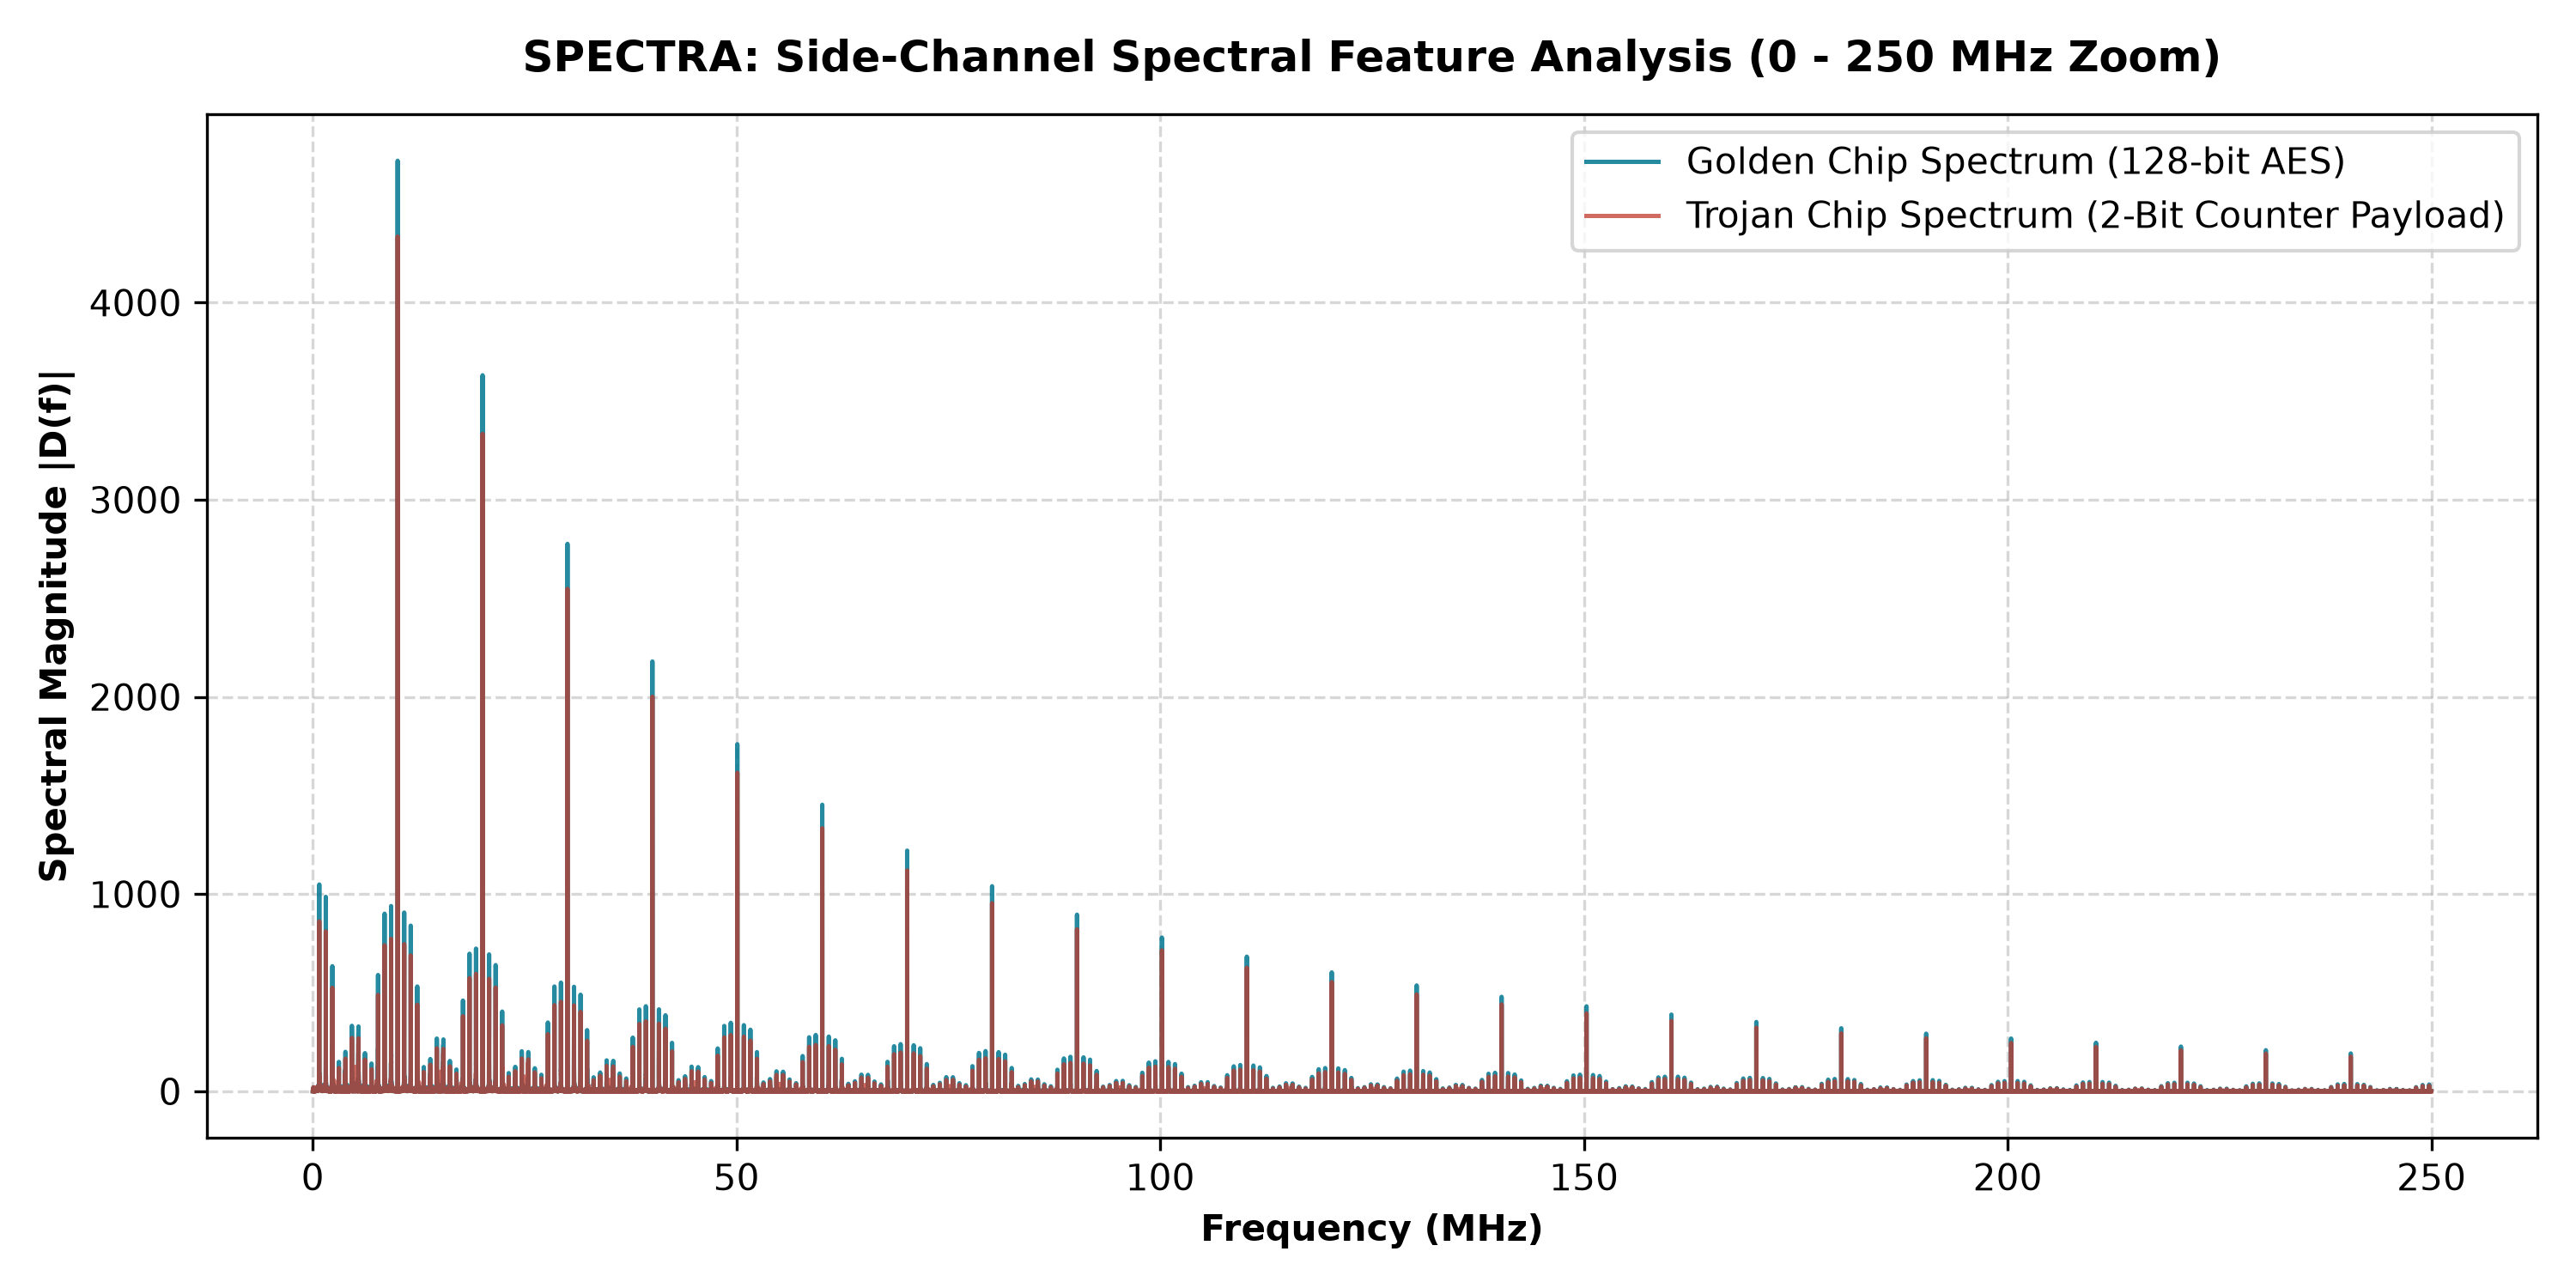 SPECTRA: Side-Channel Spectral Feature Analysis (0 - 250 MHz Zoom)
Golden Chip Spectrum (128-bit AES)
Trojan Chip Spectrum (2-Bit Counter Payload)
Spectral Magnitude |D(f)|
4000
3000
2000
1000
0
0 50 100 150 200 250
Frequency (MHz)